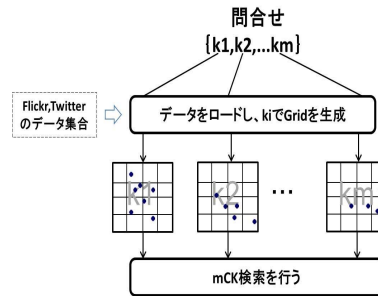 問合せ
{k1,k2,...km}
Flickr,Twitter
のデータ集合
データをロードし、kiでGridを生成
k1
k2
...
km
mCK検索を行う